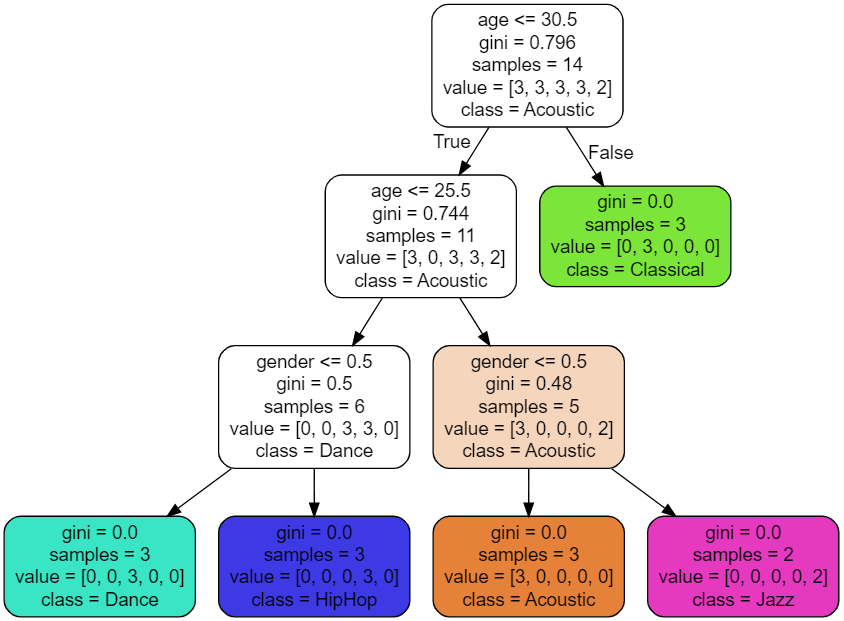 age <= 30.5
gini = 0.796
samples = 14
value = [3, 3, 3, 3, 2]
class = Acoustic
True
False
age <= 25.5
gini = 0.744
samples = 11
value = [3, 0, 3, 3, 2]
class = Acoustic
gini = 0.0
samples = 3
value = [0, 3, 0, 0, 0]
class = Classical
gender <= 0.5
gini = 0.5
samples = 6
value = [0, 0, 3, 3, 0]
class = Dance
gender <= 0.5
gini = 0.48
samples = 5
value = [3, 0, 0, 0, 2]
class = Acoustic
gini = 0.0
samples = 3
value = [0, 0, 3, 0, 0]
class = Dance
gini = 0.0
samples = 3
value = [0, 0, 0, 3, 0]
class = HipHop
gini = 0.0
samples = 3
value = [3, 0, 0, 0, 0]
class = Acoustic
gini = 0.0
samples = 2
value = [0, 0, 0, 0, 2]
class = Jazz